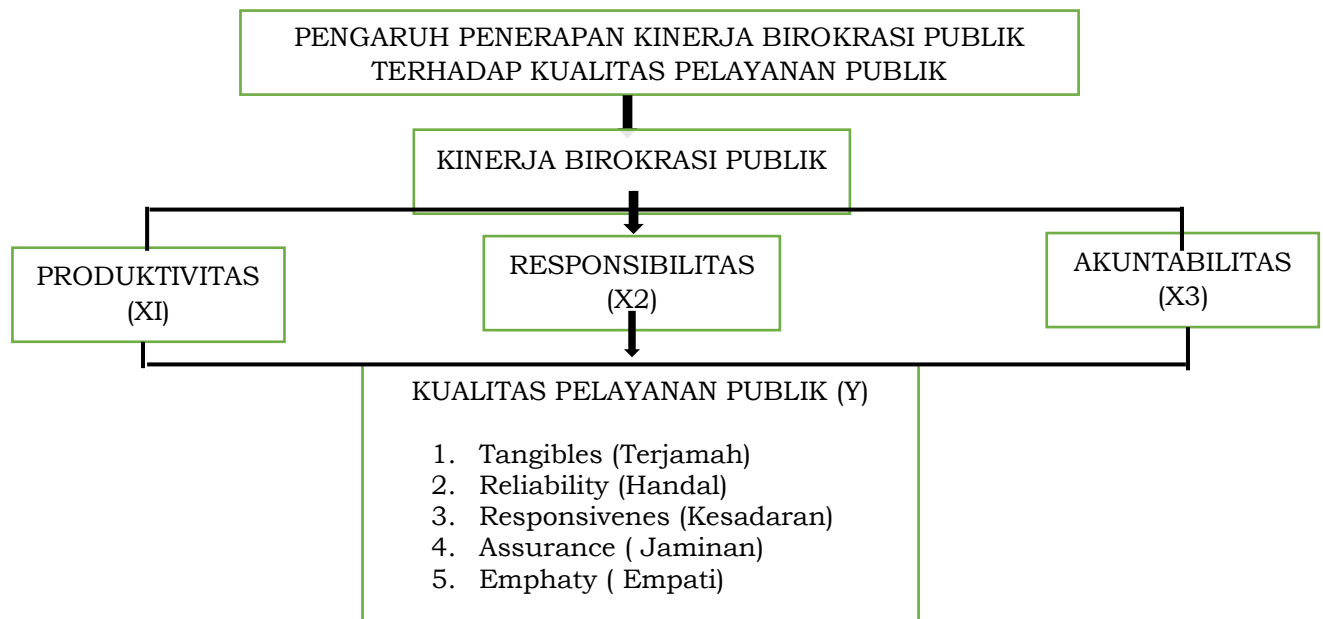 PENGARUH PENERAPAN KINERJA BIROKRASI PUBLIK
TERHADAP KUALITAS PELAYANAN PUBLIK
KINERJA BIROKRASI PUBLIK
PRODUKTIVITAS
(XI)
RESPONSIBILITAS
(X2)
AKUNTABILITAS
(X3)
KUALITAS PELAYANAN PUBLIK (Y)
1. Tangibles (Terjamah)
2. Reliability (Handal)
3. Responsivenes (Kesadaran)
4. Assurance ( Jaminan)
5. Emphaty ( Empati)